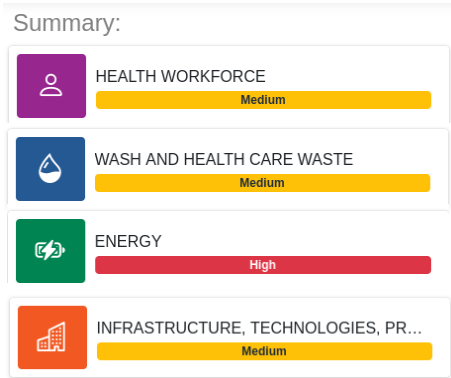 Summary:
HEALTH WORKFORCE
Medium
WASH AND HEALTH CARE WASTE
Medium
ENERGY
High
INFRASTRUCTURE, TECHNOLOGIES, PR...
Medium